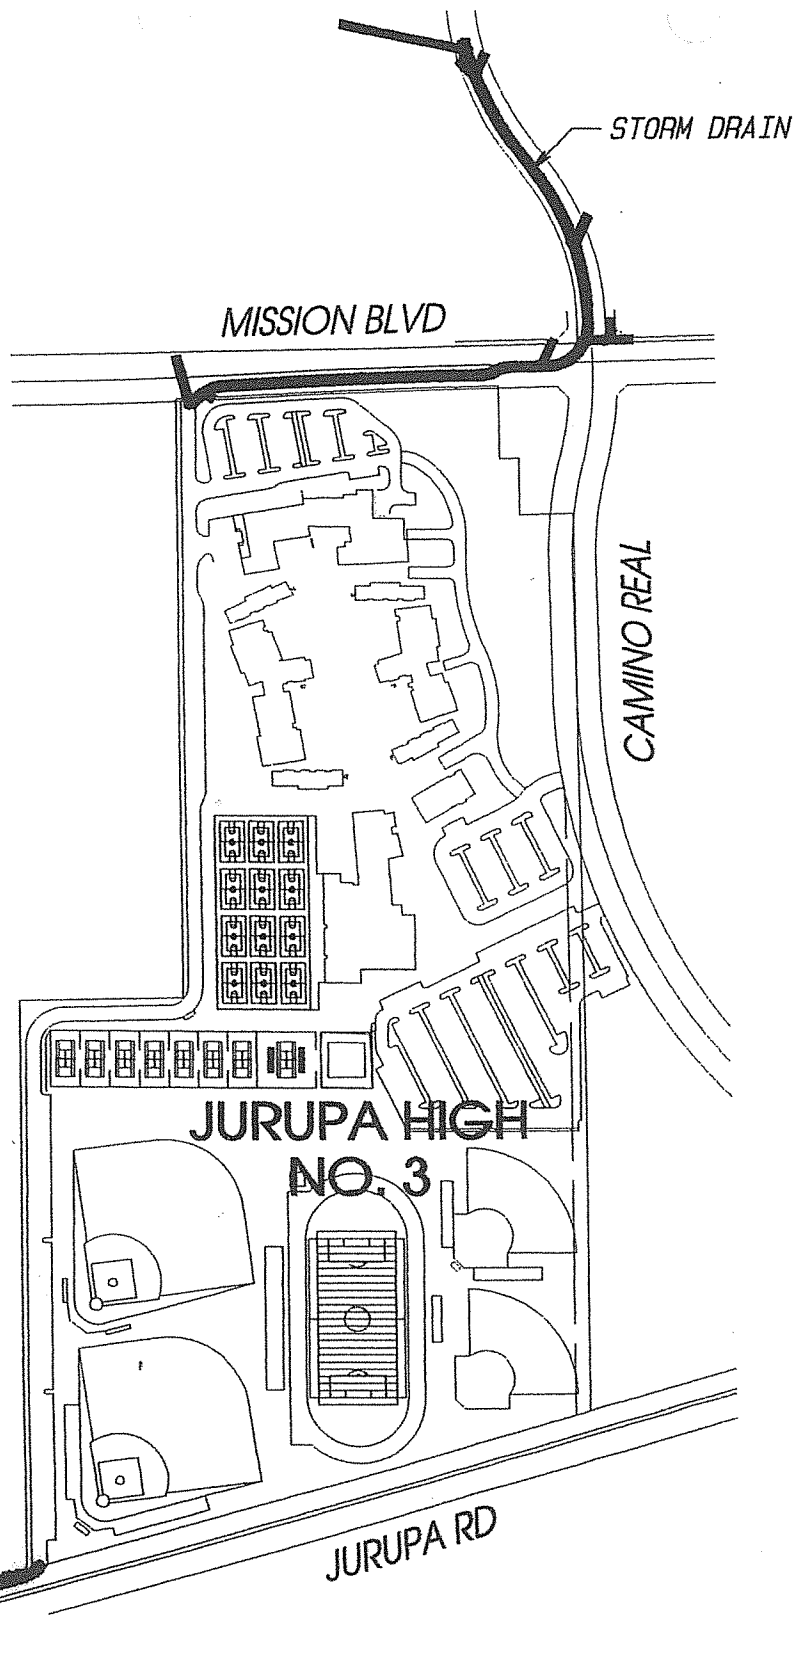 STORM DRAIN
MISSION BLVD
CAMINO REAL
JURUPA HIGH
NO. 3
JURUPA RD